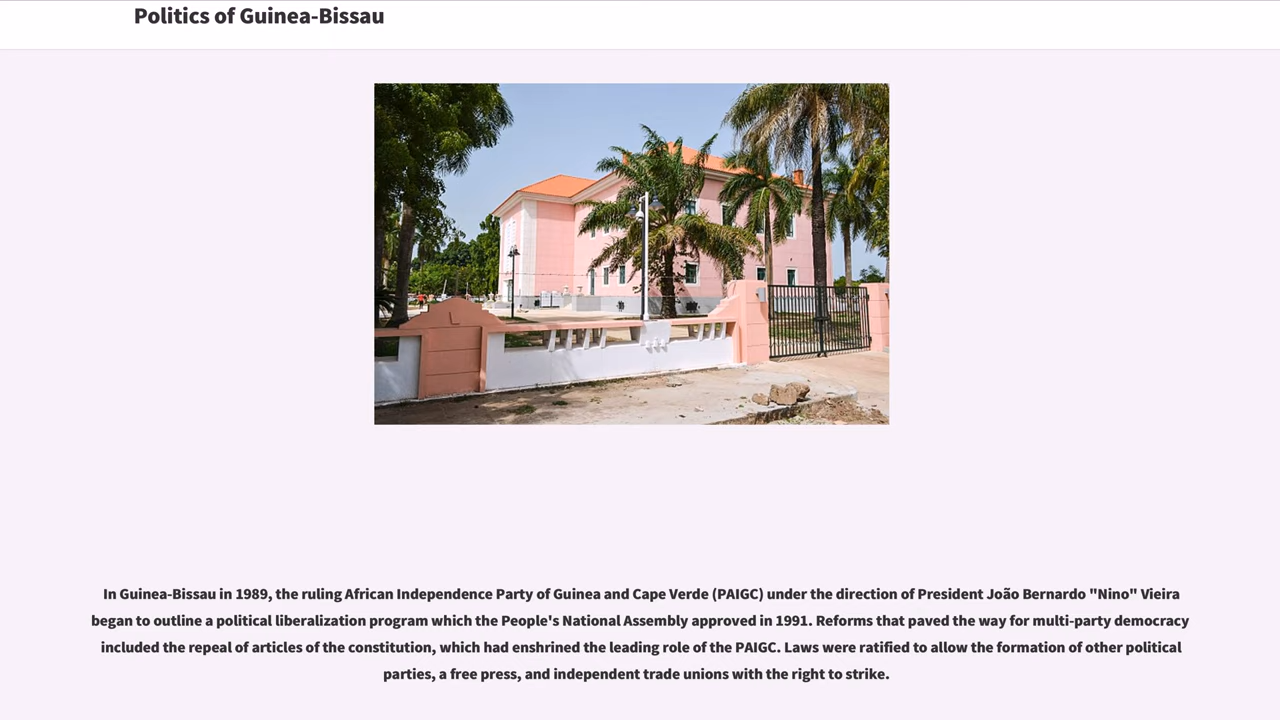 Politics of Guinea-Bissau
In Guinea-Bissau in 1989, the ruling African Independence Party of Guinea and Cape Verde (PAIGC) under the direction of President João Bernardo "Nino" Vieira
began to outline a political liberalization program which the People's National Assembly approved in 1991. Reforms that paved the way for multi-party democracy
included the repeal of articles of the constitution, which had enshrined the leading role of the PAIGC. Laws were ratified to allow the formation of other political
parties, a free press, and independent trade unions with the right to strike.